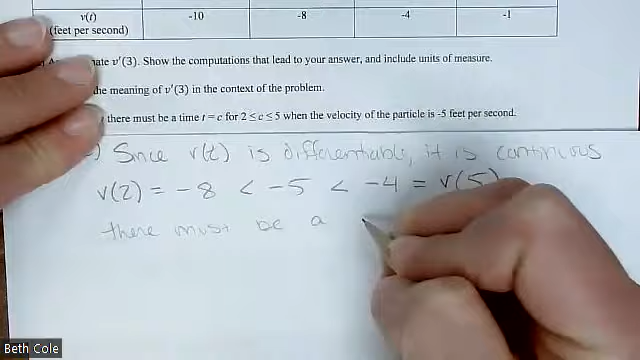 v(t) -10 -8 -4 -1
(feet per second)
v'(3). Show the computations that lead to your answer, and include units of measure.
the meaning of v'(3) in the context of the problem.
there must be a time t = c for 2 ≤ c ≤ 5 when the velocity of the particle is -5 feet per second.
) Since v(t) is differentiable, it is continuous
v(2) = -8 < -5 < -4 = v(5)
there must be a
Beth Cole